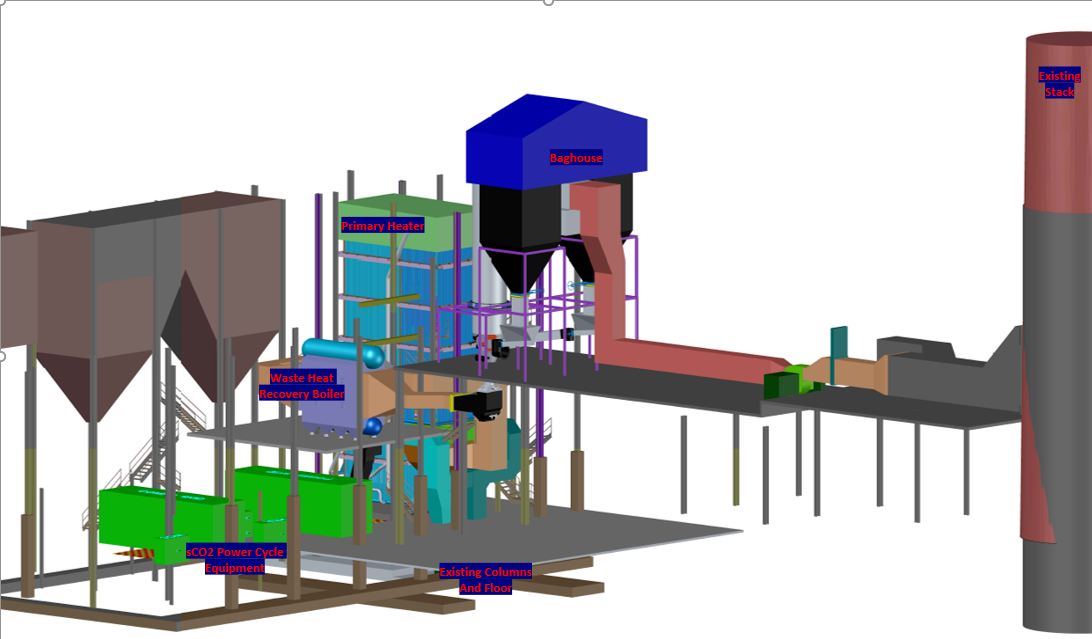 Existing
Stack
Baghouse
Primary Heater
Waste Heat
Recovery Boiler
sCO2 Power Cycle
Equipment
Existing Columns
And Floor